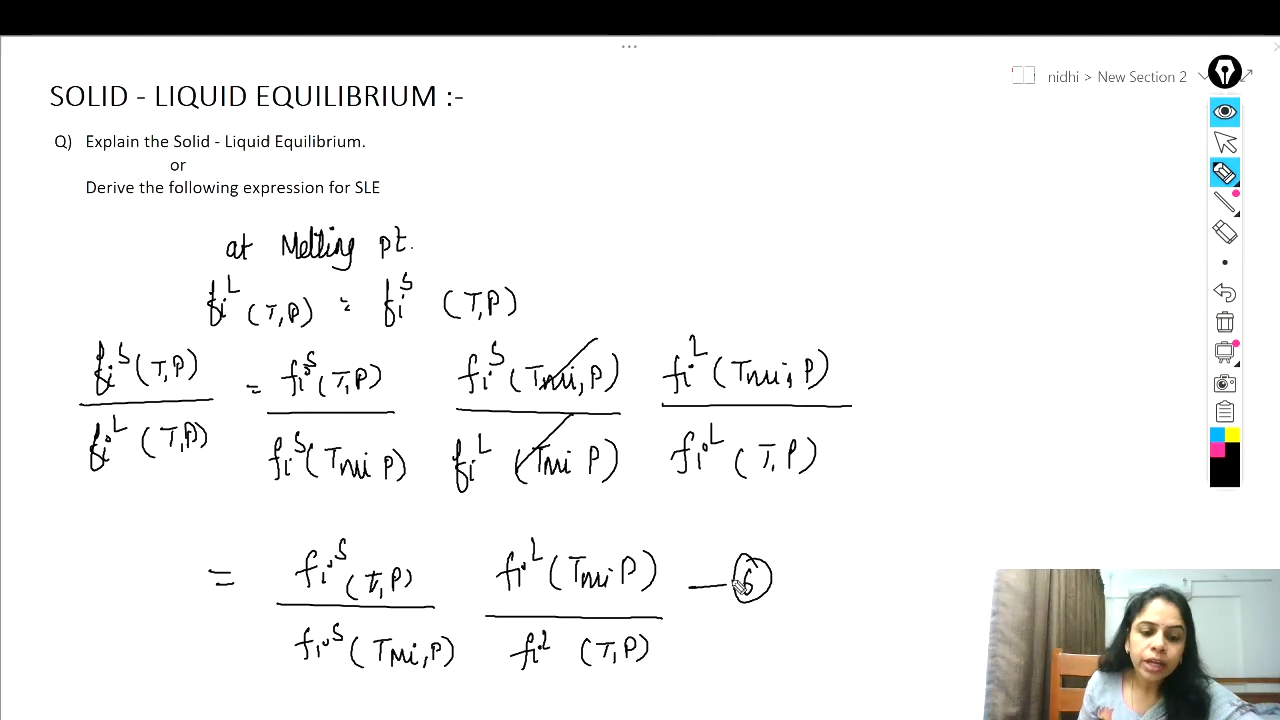 nidhi > New Section 2
SOLID - LIQUID EQUILIBRIUM :-
Q) Explain the Solid - Liquid Equilibrium.
or
Derive the following expression for SLE
at Melting pt.
fi^L (T,P) = fi^S (T,P)
fi^S (T,P) / fi^L (T,P) = fi^S (T,P) / fi^S (Tmi P) fi^S (Tmi, P) / fi^L (Tmi P) fi^L (Tmi, P) / fi^L (T,P)
= fi^S (T,P) / fi^S (Tmi,P) fi^L (Tmi P) / fi^L (T,P) — 6